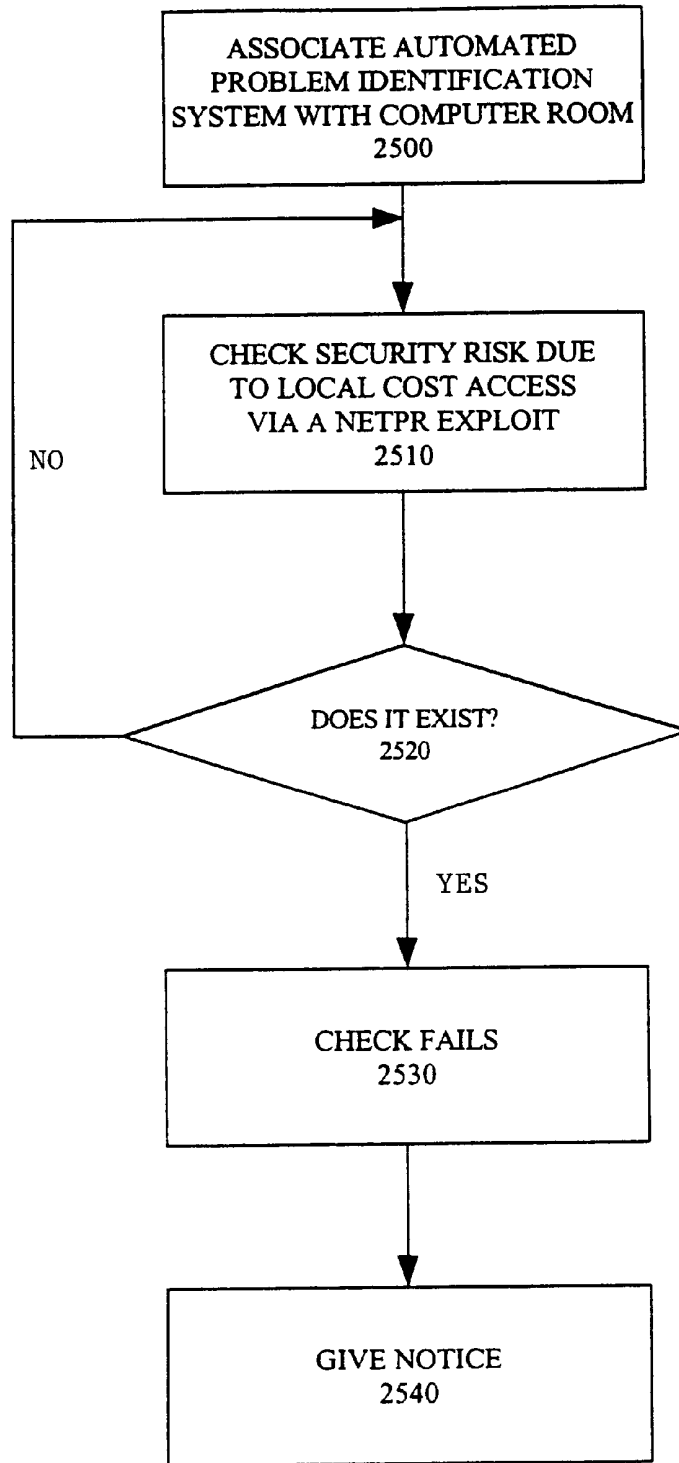 ASSOCIATE AUTOMATED
PROBLEM IDENTIFICATION
SYSTEM WITH COMPUTER ROOM
2500
CHECK SECURITY RISK DUE
TO LOCAL COST ACCESS
VIA A NETPR EXPLOIT
2510
NO
DOES IT EXIST?
2520
YES
CHECK FAILS
2530
GIVE NOTICE
2540